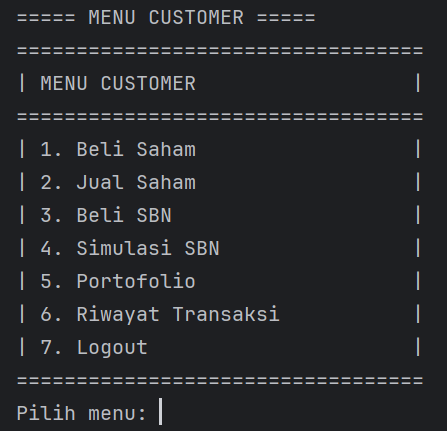 ===== MENU CUSTOMER =====
==================================
| MENU CUSTOMER                  |
==================================
| 1. Beli Saham                  |
| 2. Jual Saham                  |
| 3. Beli SBN                    |
| 4. Simulasi SBN                |
| 5. Portofolio                  |
| 6. Riwayat Transaksi           |
| 7. Logout                      |
==================================
Pilih menu: